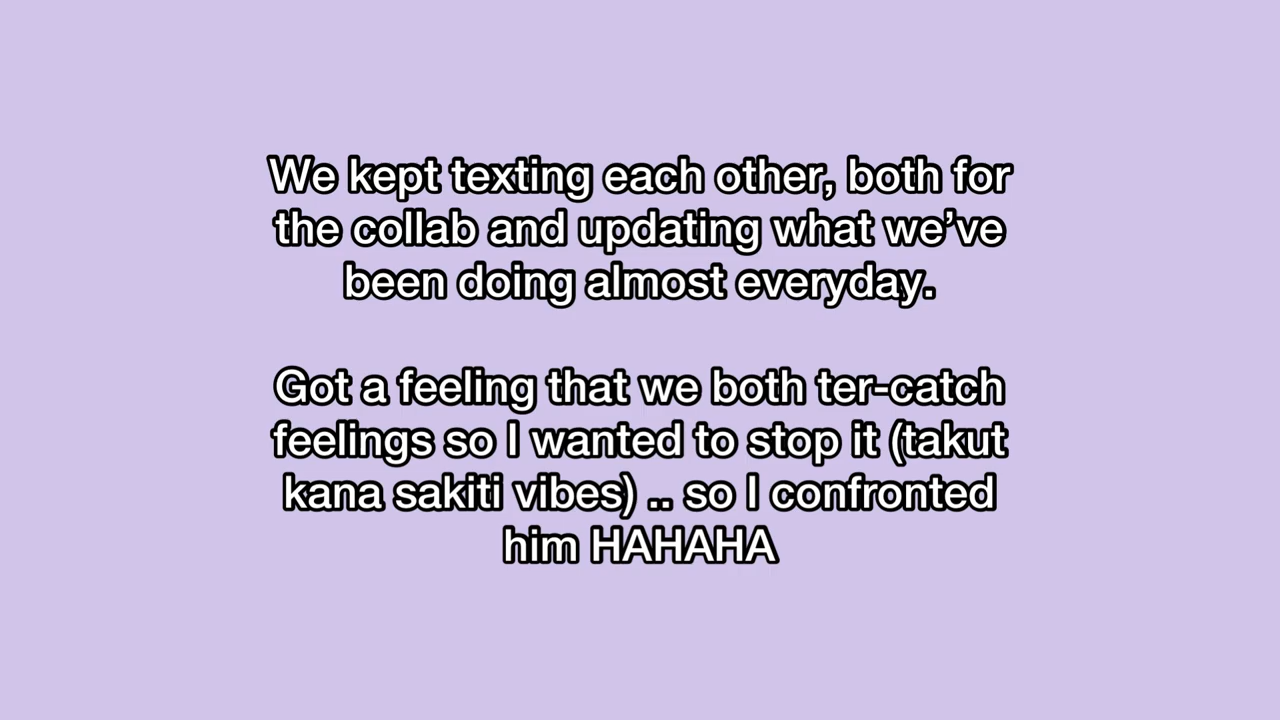 We kept texting each other, both for
the collab and updating what we’ve
been doing almost everyday.
Got a feeling that we both ter-catch
feelings so I wanted to stop it (takut
kana sakiti vibes) .. so I confronted
him HAHAHA